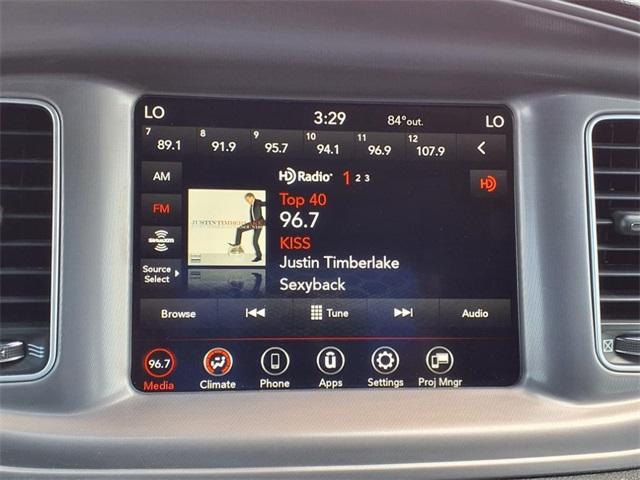 LO 3:29 84° out. LO
7 89.1 8 91.9 9 95.7 10 94.1 11 96.9 12 107.9
AM
HD Radio 1 2 3
HD
FM
Top 40
JUSTIN TIMBERLAKE
96.7
SiriusXM
KISS
Source Select
Justin Timberlake
Sexyback
Browse Tune Audio
96.7
Media Climate Phone Apps Settings Proj Mngr